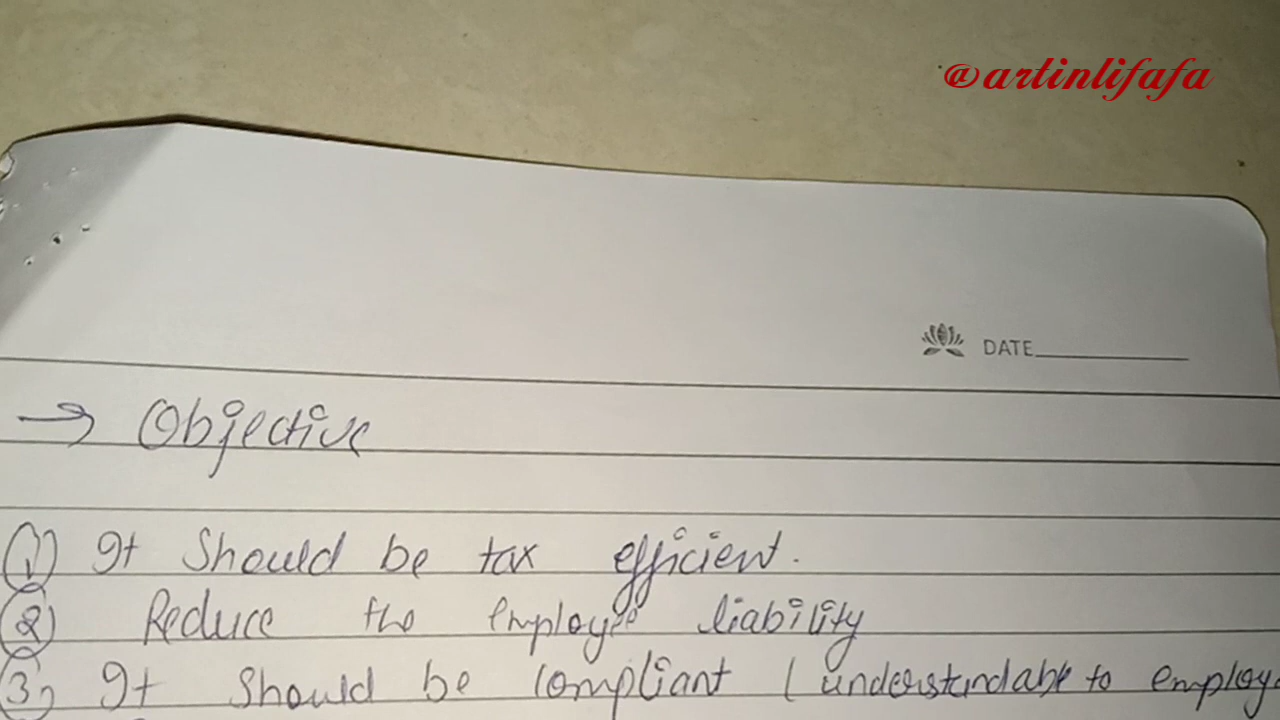 @artinlifafa
DATE
→ Objective
1) It Should be tax efficient.
2) Reduce the employee liability
3) It Should be Compliant (understandable to employe